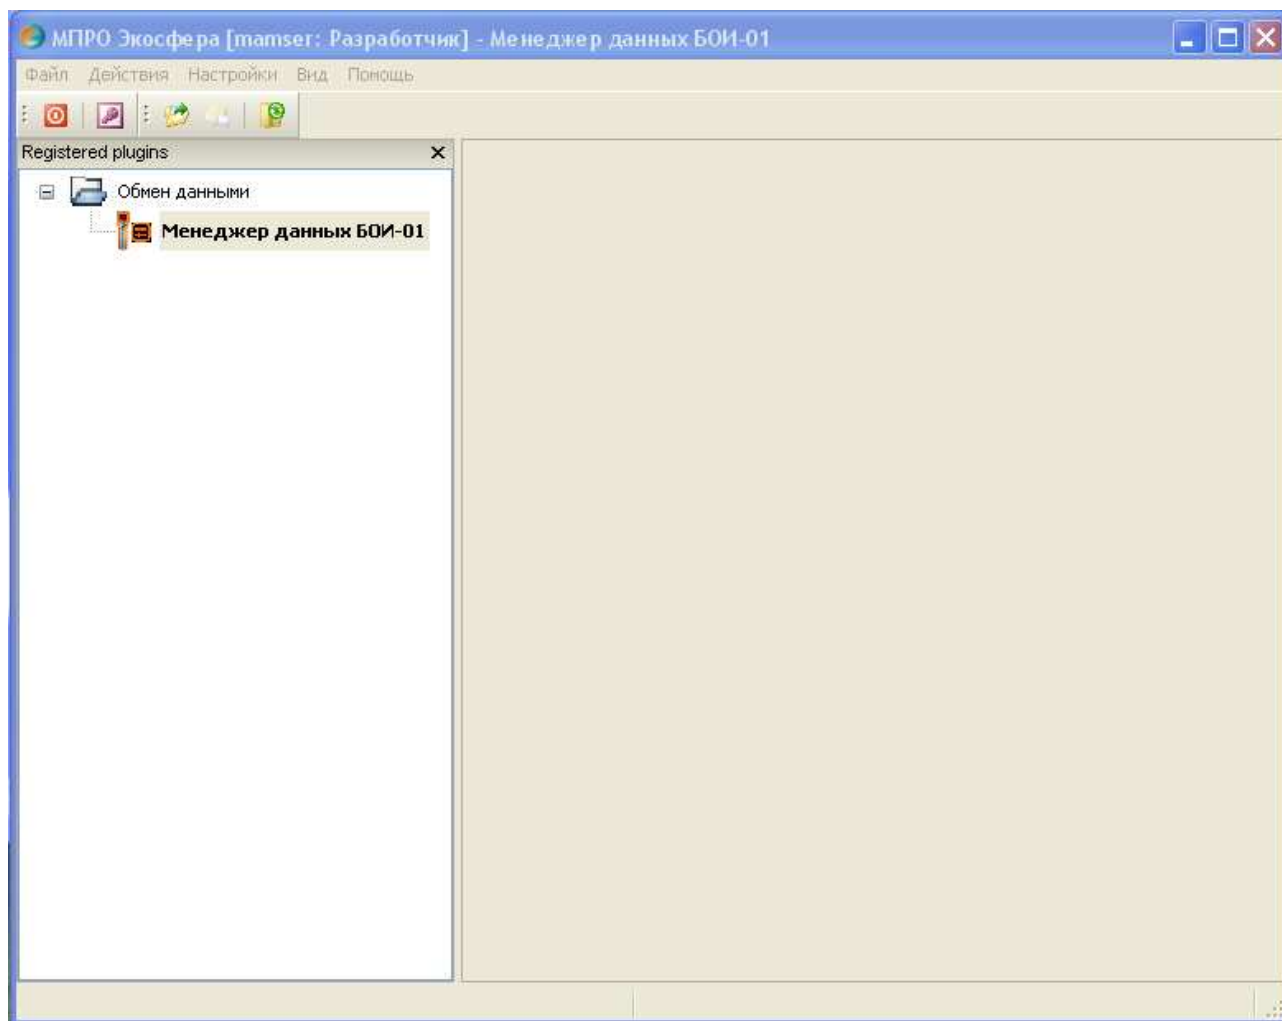 МПРО Экосфера [mamser: Разработчик] - Менеджер данных БОИ-01
Файл Действия Настройки Вид Помощь
Registered plugins
Обмен данными
Менеджер данных БОИ-01